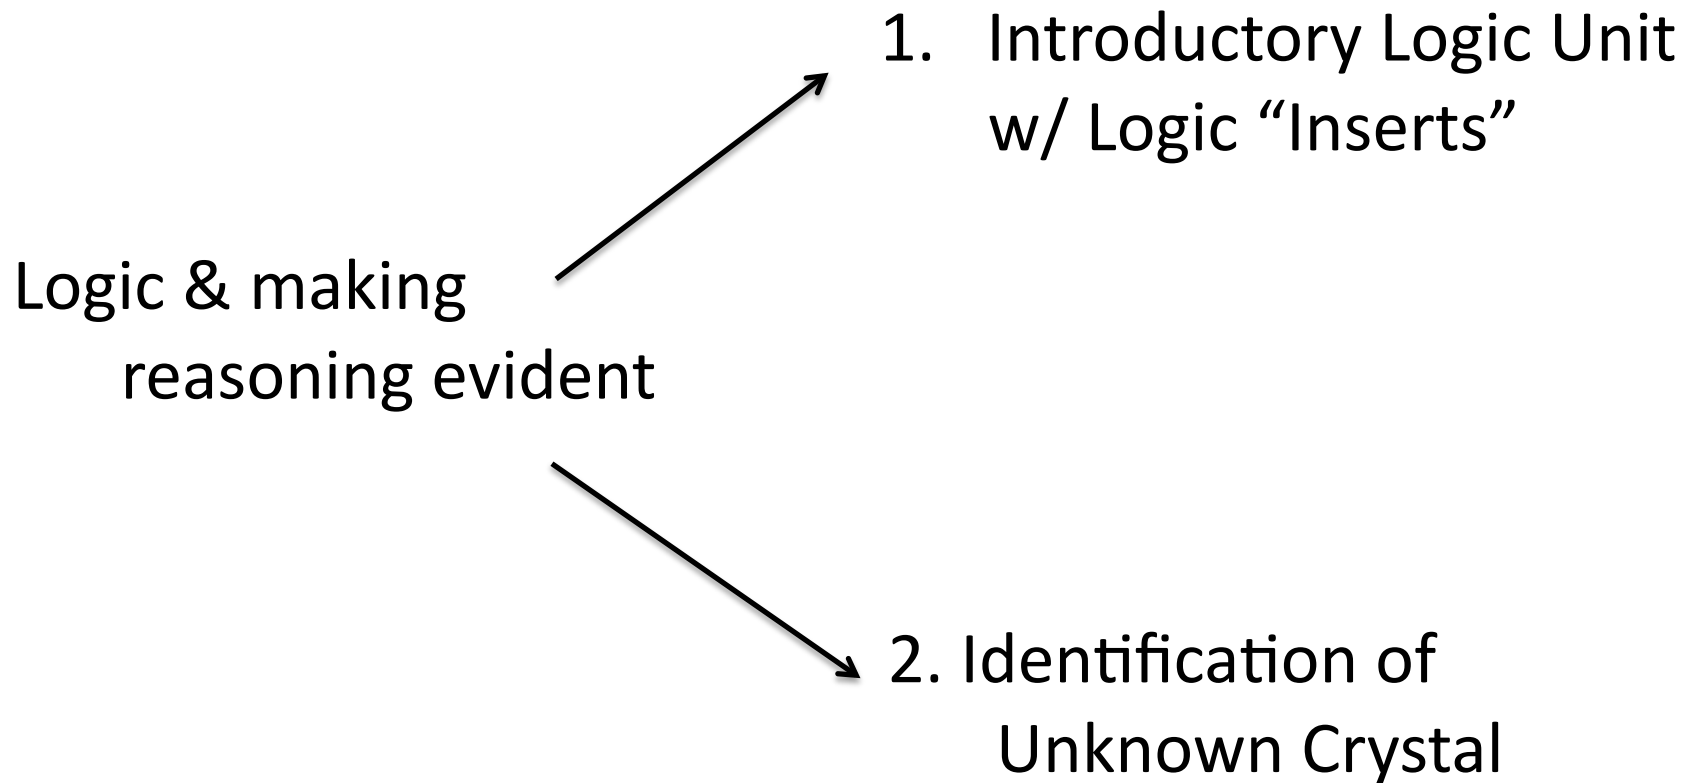 1. Introductory Logic Unit
w/ Logic “Inserts”
Logic & making
reasoning evident
2. Identification of
Unknown Crystal